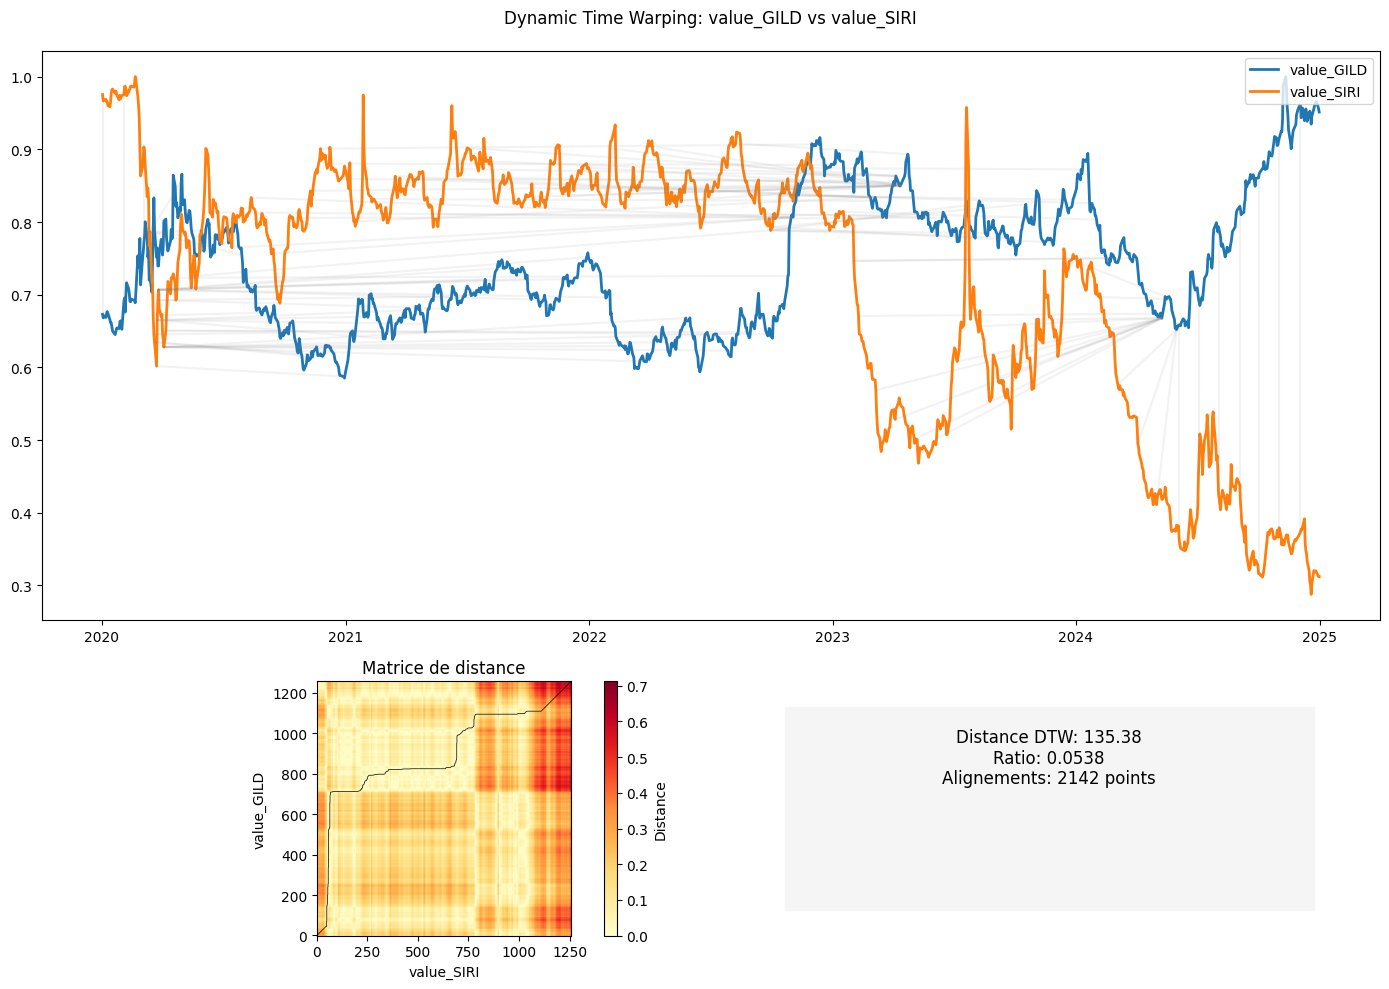 Dynamic Time Warping: value_GILD vs value_SIRI
value_GILD
value_SIRI
1.0
0.9
0.8
0.7
0.6
0.5
0.4
0.3
2020 2021 2022 2023 2024 2025
Matrice de distance
value_GILD
1200
1000
800
600
400
200
0
0 250 500 750 1000 1250
value_SIRI
0.7
0.6
0.5
0.4
0.3
0.2
0.1
0.0
Distance
Distance DTW: 135.38
Ratio: 0.0538
Alignements: 2142 points